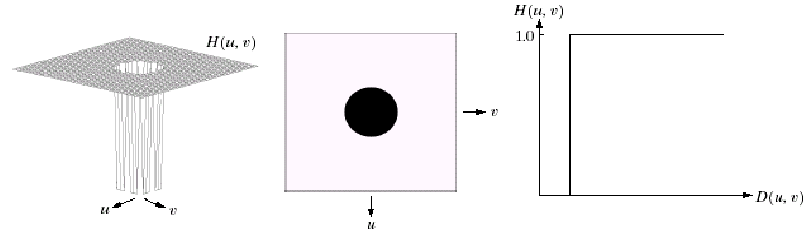 H(u, v)
u
v
v
u
H(u, v)
1.0
D(u, v)